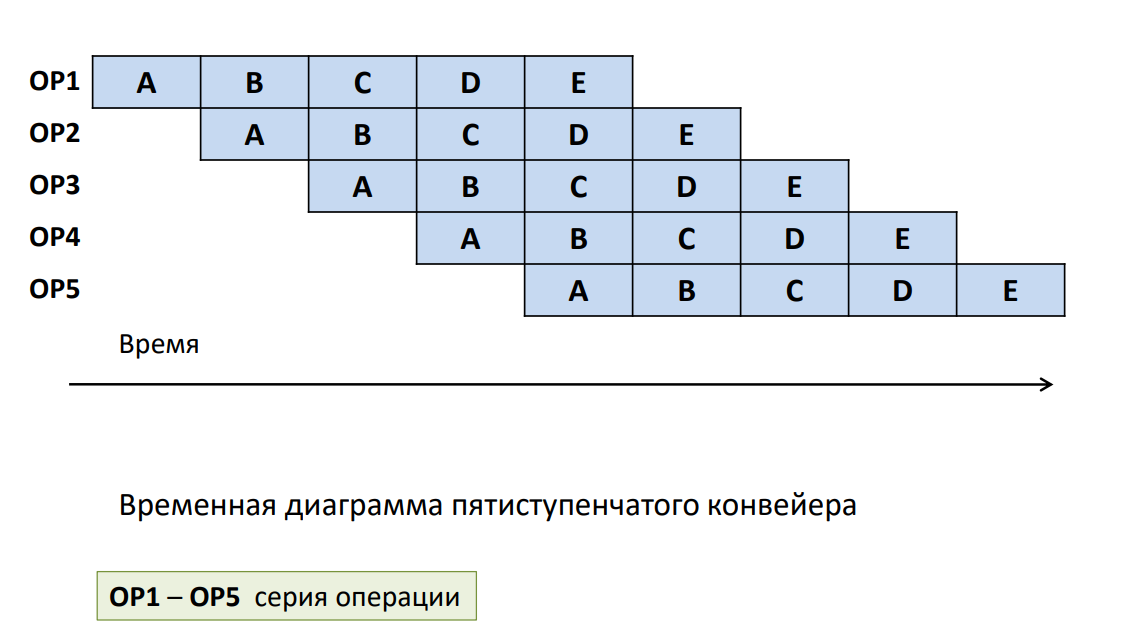 OP1 A B C D E
OP2 A B C D E
OP3 A B C D E
OP4 A B C D E
OP5 A B C D E
Время
Временная диаграмма пятиступенчатого конвейера
OP1 – OP5 серия операции